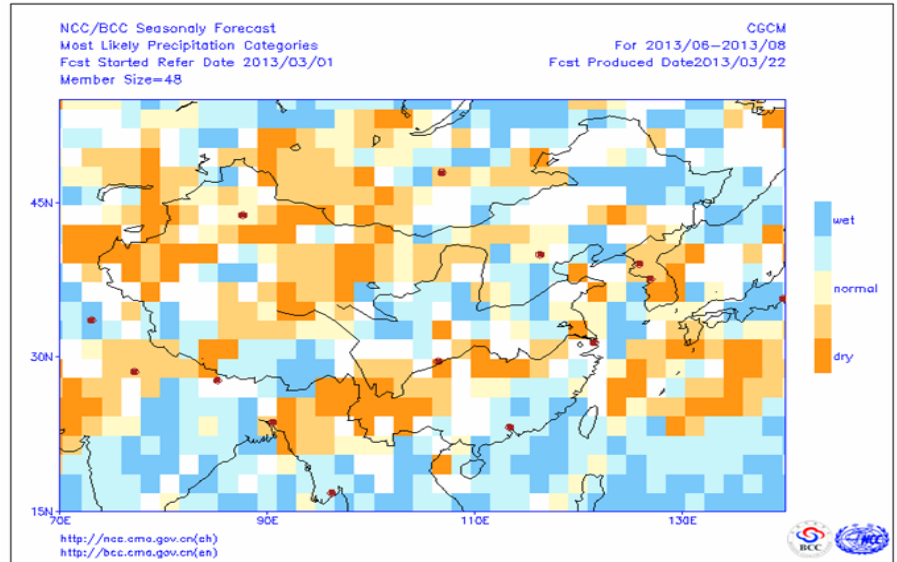 NCC/BCC Seasonaly Forecast
CGCM
Most Likely Precipitation Categories
For 2013/06-2013/08
Fcst Started Refer Date 2013/03/01
Fcst Produced Date2013/03/22
Member Size=48
45N
30N
15N
70E
90E
110E
130E
wet
normal
dry
http://ncc.cma.gov.cn(ch)
http://bcc.cma.gov.cn(en)
BCC
NCC